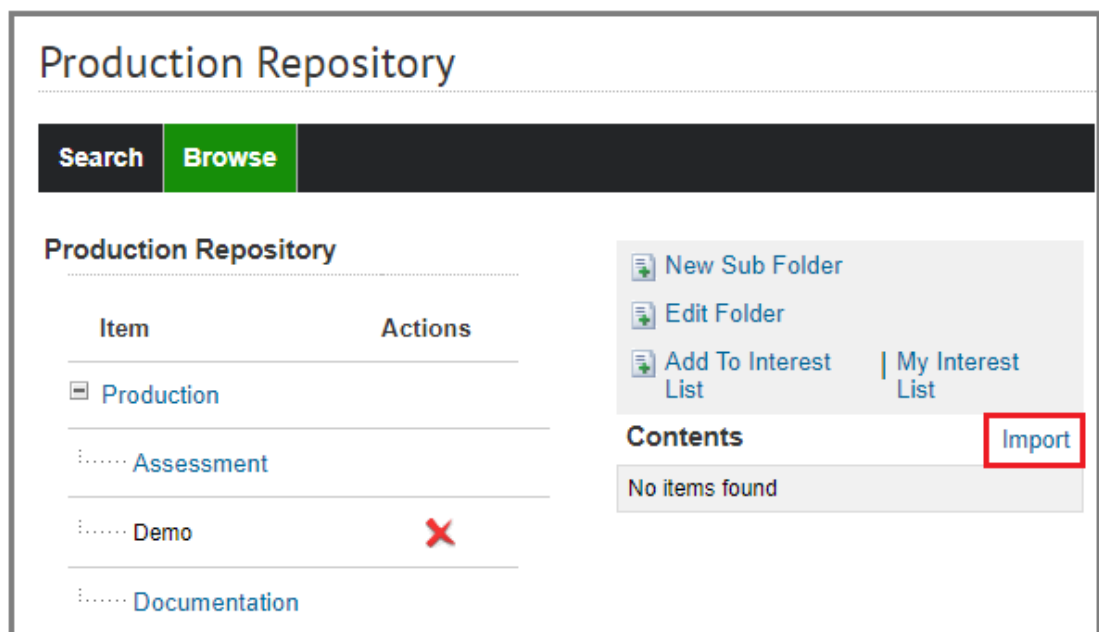 Production Repository
Search Browse
Production Repository
Item Actions
Production
Assessment
Demo
Documentation
New Sub Folder
Edit Folder
Add To Interest
List
| My Interest
List
Contents Import
No items found